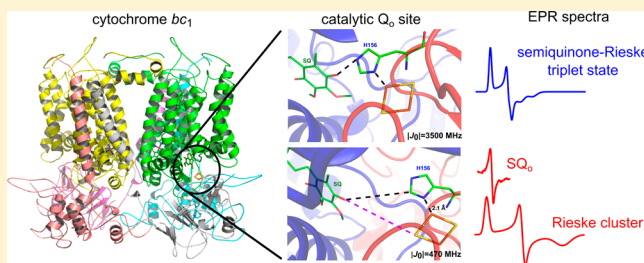 cytochrome bc₁
catalytic Qₒ site
EPR spectra
SQ
H156
|J₀|=3500 MHz
H156
SQ
2.1 Å
|J₀|=470 MHz
semiquinone-Rieske
triplet state
SQₒ
Rieske cluster